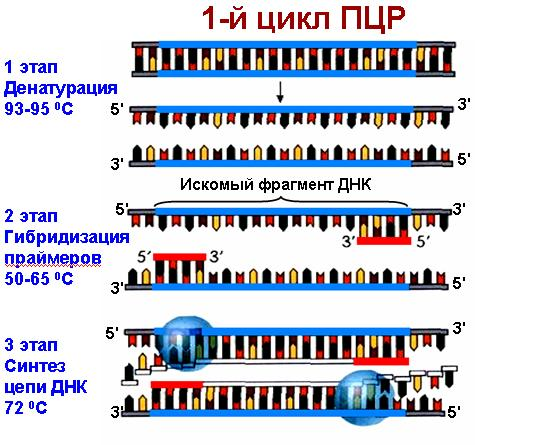 1-й цикл ПЦР
1 этап
Денатурация
93-95 ⁰С
5'
3'
3'
5'
Искомый фрагмент ДНК
2 этап
Гибридизация
праймеров
50-65 ⁰С
5'
3'
3'
5'
5'
3'
3'
5'
3 этап
Синтез
цепи ДНК
72 ⁰С
5'
3'
3'
5'